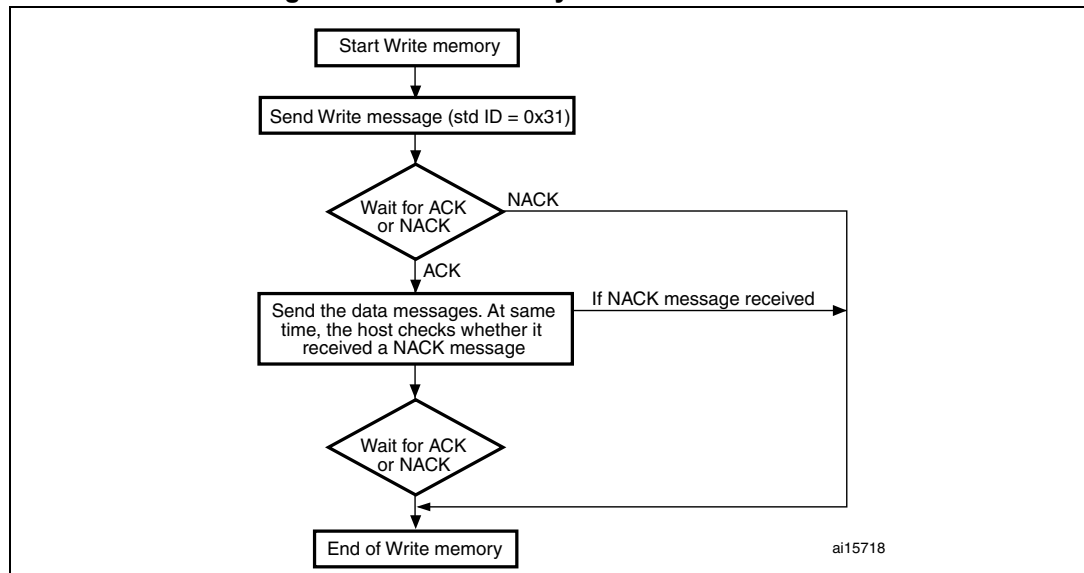 Start Write memory
Send Write message (std ID = 0x31)
Wait for ACK
or NACK
NACK
ACK
Send the data messages. At same
time, the host checks whether it
received a NACK message
If NACK message received
Wait for ACK
or NACK
End of Write memory
ai15718